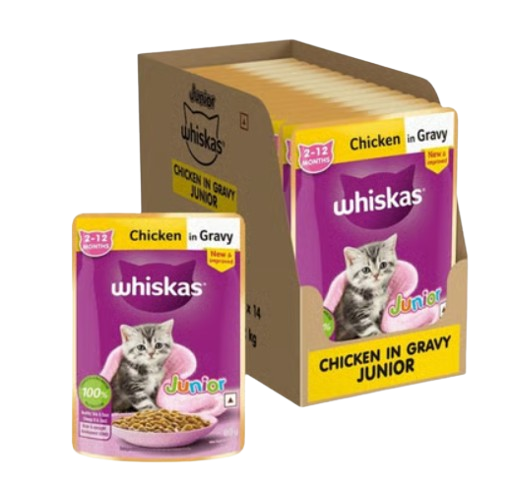 Junior
whiskas
CHICKEN IN GRAVY
JUNIOR
x 14
kg
2-12
MONTHS
Chicken in Gravy
New &
improved
whiskas
Junior
%
CHICKEN IN GRAVY
JUNIOR
2-12
MONTHS
Chicken in Gravy
New &
improved
whiskas
100%
Junior